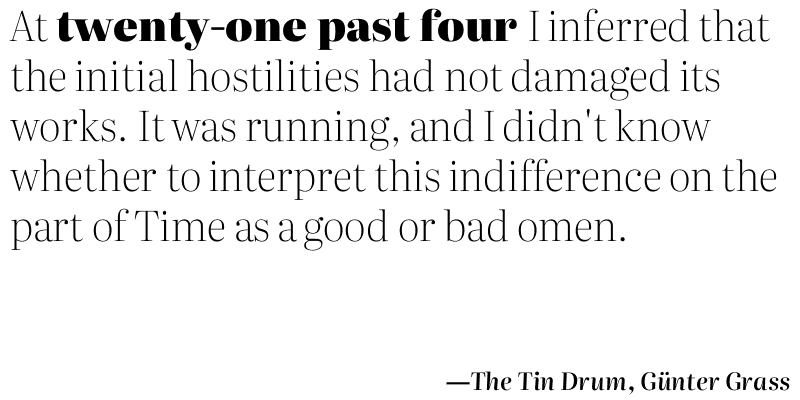 At twenty-one past four I inferred that
the initial hostilities had not damaged its
works. It was running, and I didn't know
whether to interpret this indifference on the
part of Time as a good or bad omen.
—The Tin Drum, Günter Grass